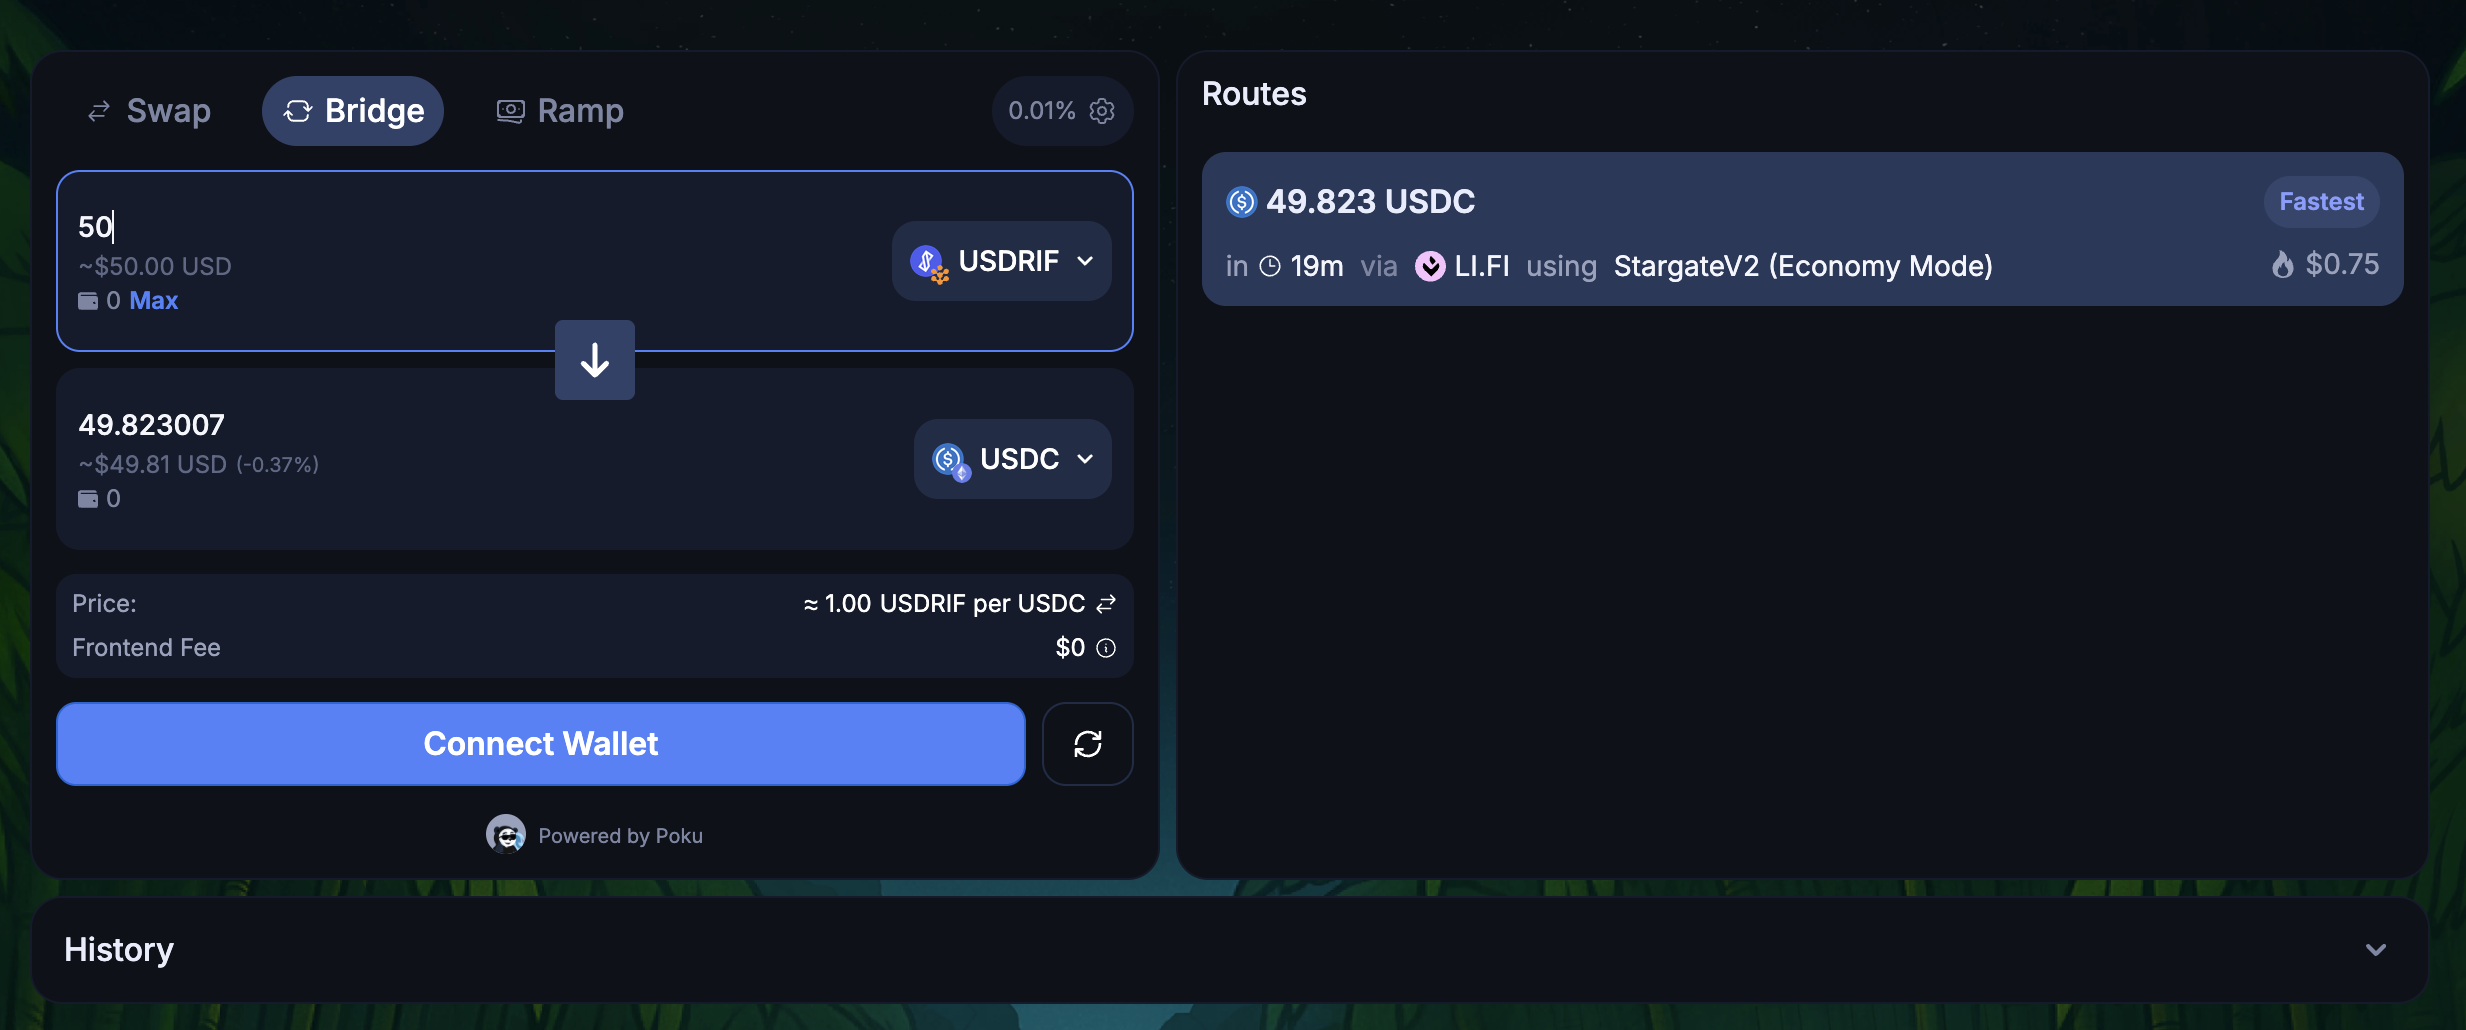 Swap
Bridge
Ramp
0.01%
50
~$50.00 USD
0 Max
USDRIF
49.823007
~$49.81 USD (-0.37%)
0
USDC
Price:
≈ 1.00 USDRIF per USDC
Frontend Fee
$0
Connect Wallet
Powered by Poku
Routes
49.823 USDC
Fastest
in 19m via LI.FI using StargateV2 (Economy Mode)
$0.75
History